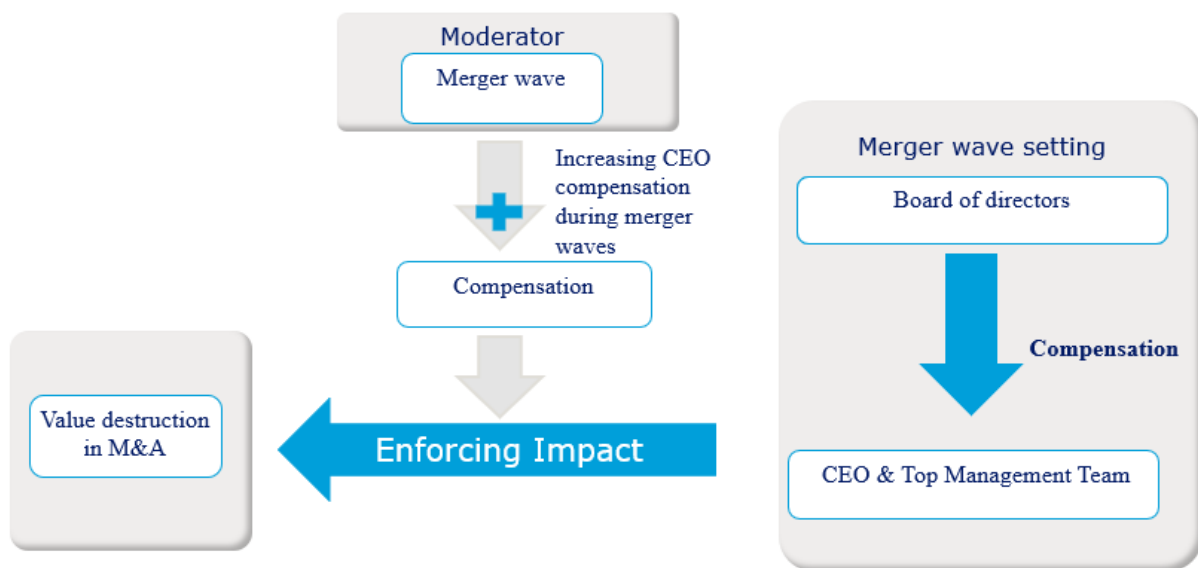 Moderator
Merger wave
Increasing CEO
compensation
during merger
waves
Compensation
Value destruction
in M&A
Enforcing Impact
Merger wave setting
Board of directors
Compensation
CEO & Top Management Team